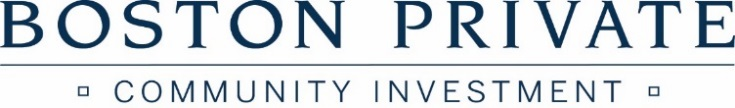 BOSTON PRIVATE
▫ COMMUNITY INVESTMENT ▫